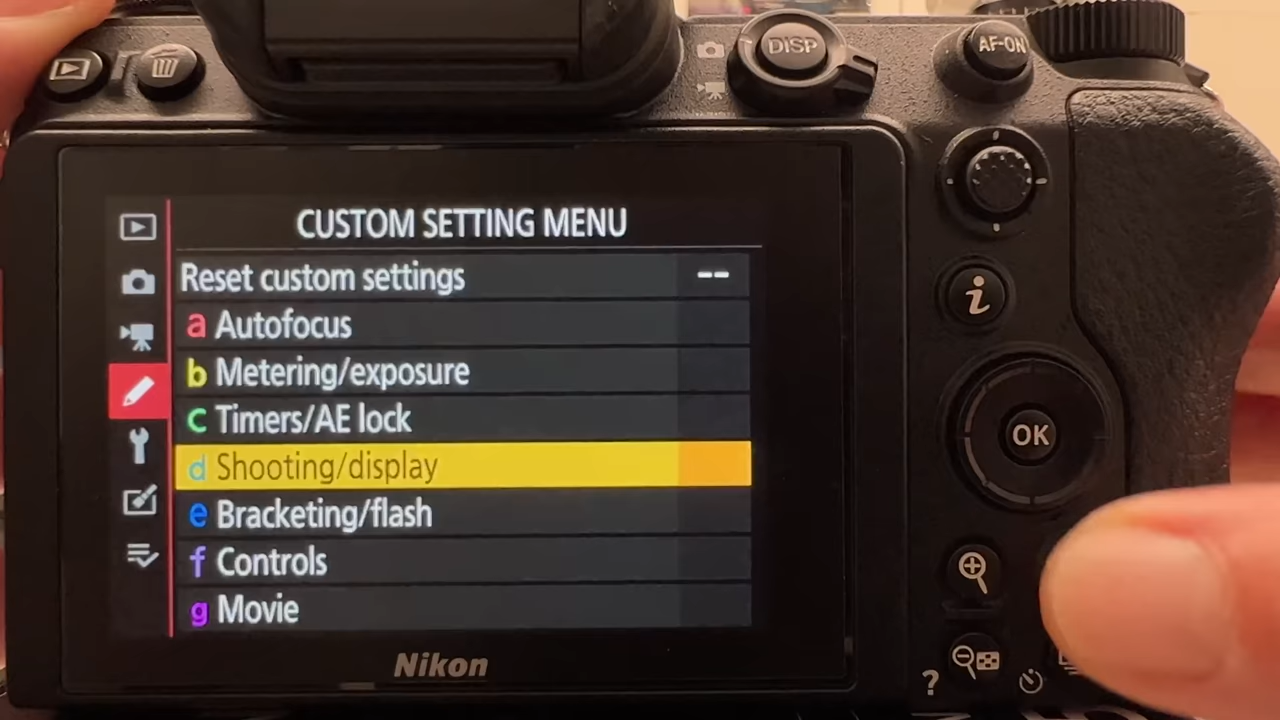 DISP
AF-ON
CUSTOM SETTING MENU
Reset custom settings --
a Autofocus
b Metering/exposure
c Timers/AE lock
d Shooting/display
e Bracketing/flash
f Controls
g Movie
i
OK
Nikon
?